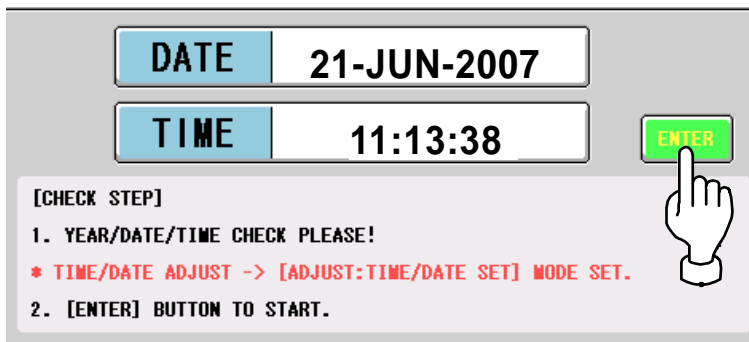 DATE 21-JUN-2007
TIME 11:13:38
ENTER
[CHECK STEP]
1. YEAR/DATE/TIME CHECK PLEASE!
* TIME/DATE ADJUST -> [ADJUST:TIME/DATE SET] MODE SET.
2. [ENTER] BUTTON TO START.